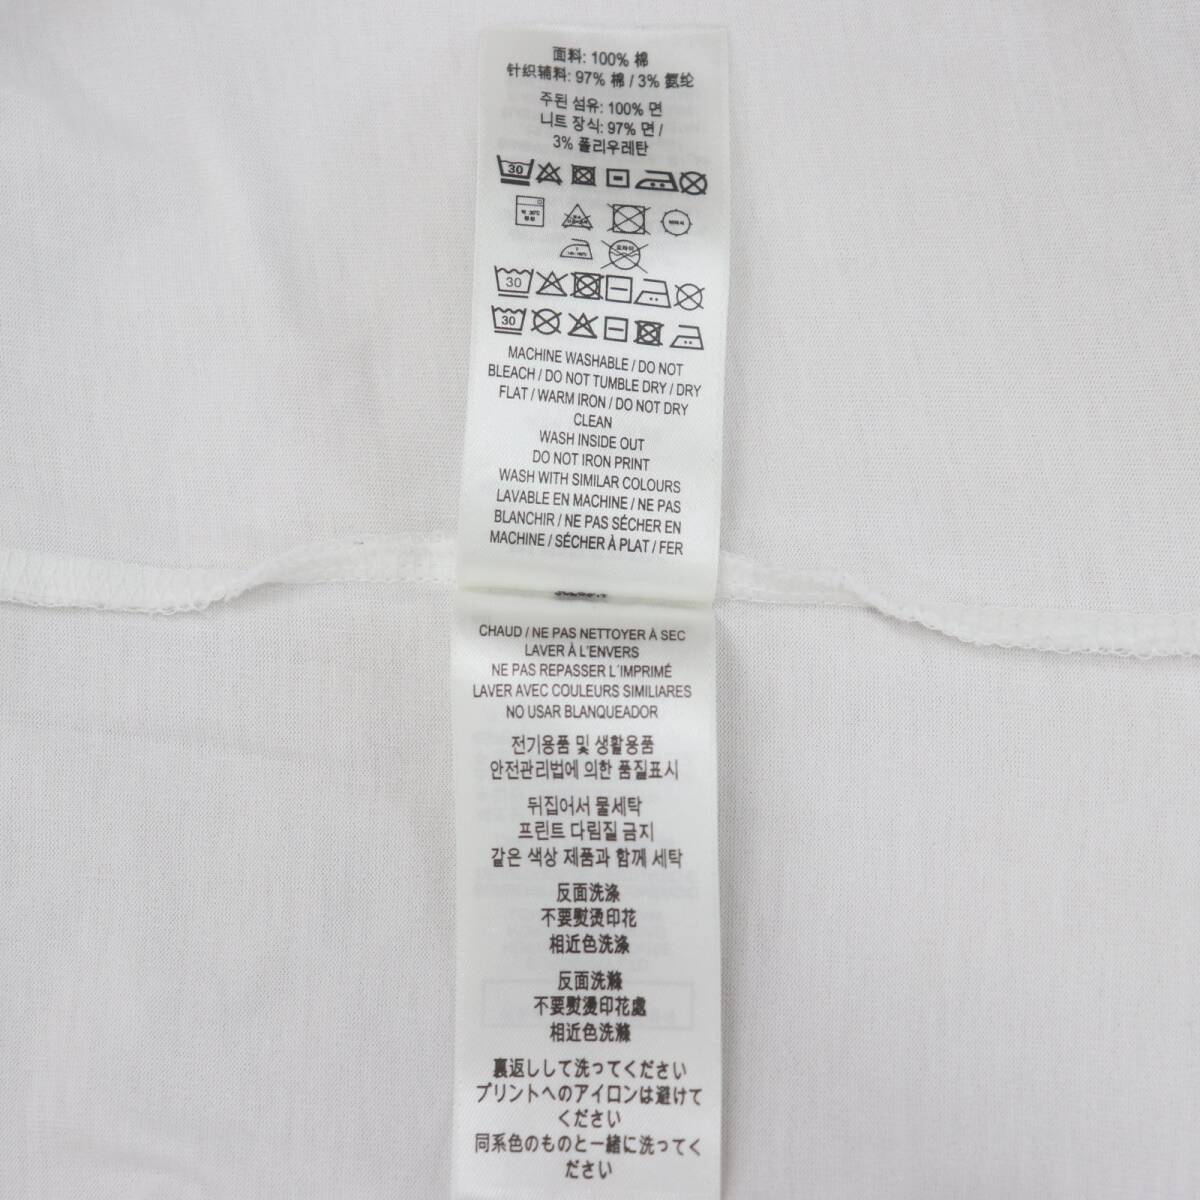 面料: 100% 棉
针织辅料: 97% 棉 / 3% 氨纶
주된 섬유: 100% 면
니트 장식: 97% 면 /
3% 폴리우레탄
30
30
30
MACHINE WASHABLE / DO NOT
BLEACH / DO NOT TUMBLE DRY / DRY
FLAT / WARM IRON / DO NOT DRY
CLEAN
WASH INSIDE OUT
DO NOT IRON PRINT
WASH WITH SIMILAR COLOURS
LAVABLE EN MACHINE / NE PAS
BLANCHIR / NE PAS SÉCHER EN
MACHINE / SÉCHER À PLAT / FER
CHAUD / NE PAS NETTOYER À SEC
LAVER À L´ENVERS
NE PAS REPASSER L´IMPRIMÉ
LAVER AVEC COULEURS SIMILIARES
NO USAR BLANQUEADOR
전기용품 및 생활용품
안전관리법에 의한 품질표시
뒤집어서 물세탁
프린트 다림질 금지
같은 색상 제품과 함께 세탁
反面洗涤
不要熨烫印花
相近色洗涤
反面洗滌
不要熨燙印花處
相近色洗滌
裏返しして洗ってください
プリントへのアイロンは避けて
ください
同系色のものと一緒に洗ってく
ださい